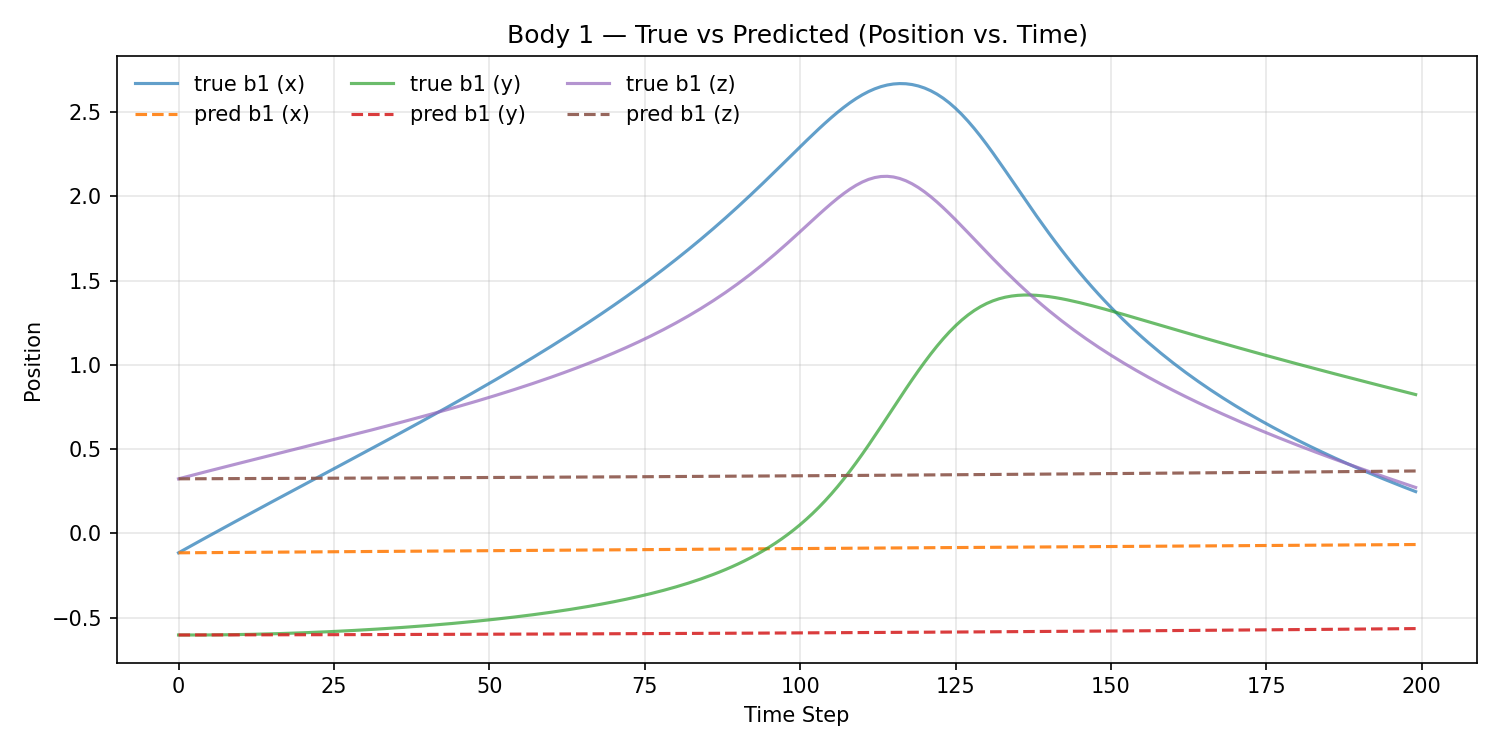 Body 1 — True vs Predicted (Position vs. Time)
true b1 (x) true b1 (y) true b1 (z)
pred b1 (x) pred b1 (y) pred b1 (z)
Position
2.5
2.0
1.5
1.0
0.5
0.0
−0.5
0 25 50 75 100 125 150 175 200
Time Step